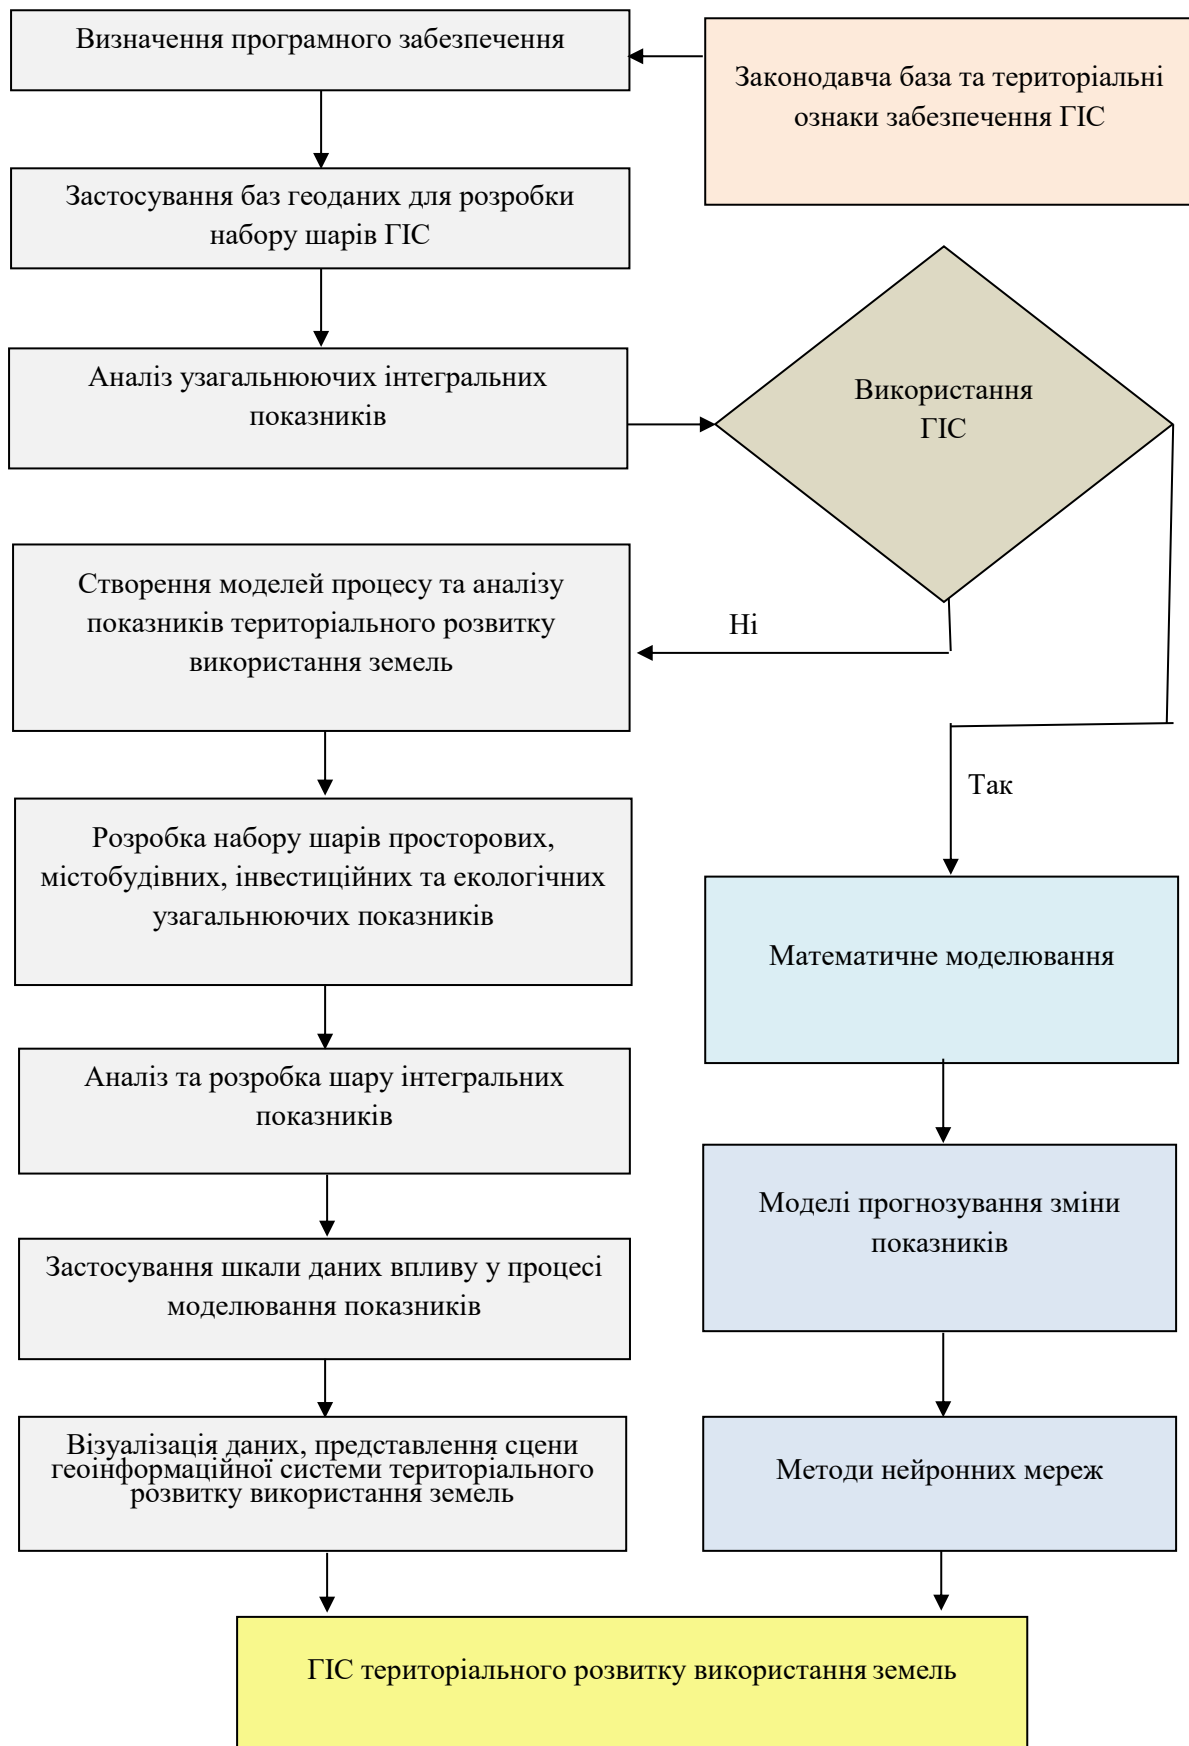 Визначення програмного забезпечення
Законодавча база та територіальні
ознаки забезпечення ГІС
Застосування баз геоданих для розробки
набору шарів ГІС
Аналіз узагальнюючих інтегральних
показників
Використання
ГІС
Створення моделей процесу та аналізу
показників територіального розвитку
використання земель
Ні
Так
Розробка набору шарів просторових,
містобудівних, інвестиційних та екологічних
узагальнюючих показників
Математичне моделювання
Аналіз та розробка шару інтегральних
показників
Моделі прогнозування зміни
показників
Застосування шкали даних впливу у процесі
моделювання показників
Візуалізація даних, представлення сцени
геоінформаційної системи територіального
розвитку використання земель
Методи нейронних мереж
ГІС територіального розвитку використання земель